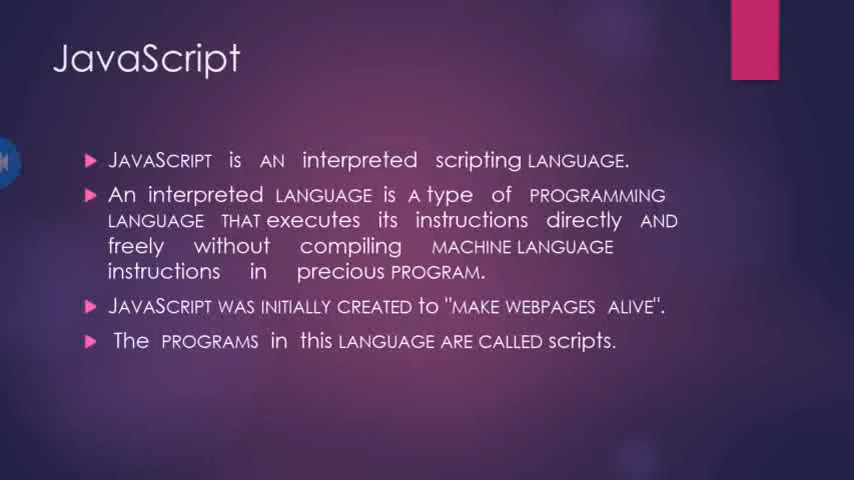 JavaScript
JAVASCRIPT is AN interpreted scripting LANGUAGE.
An interpreted LANGUAGE is A type of PROGRAMMING
LANGUAGE THAT executes its instructions directly AND
freely without compiling MACHINE LANGUAGE
instructions in precious PROGRAM.
JAVASCRIPT WAS INITIALLY CREATED to "MAKE WEBPAGES ALIVE".
The PROGRAMS in this LANGUAGE ARE CALLED scripts.